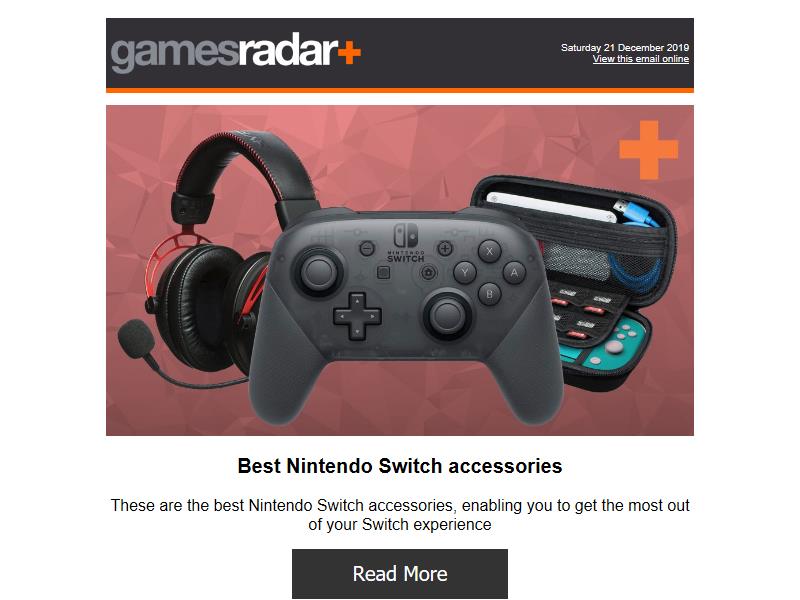 gamesradar+
Saturday 21 December 2019
View this email online
NINTENDO
SWITCH
X
Y
A
B
Best Nintendo Switch accessories
These are the best Nintendo Switch accessories, enabling you to get the most out
of your Switch experience
Read More